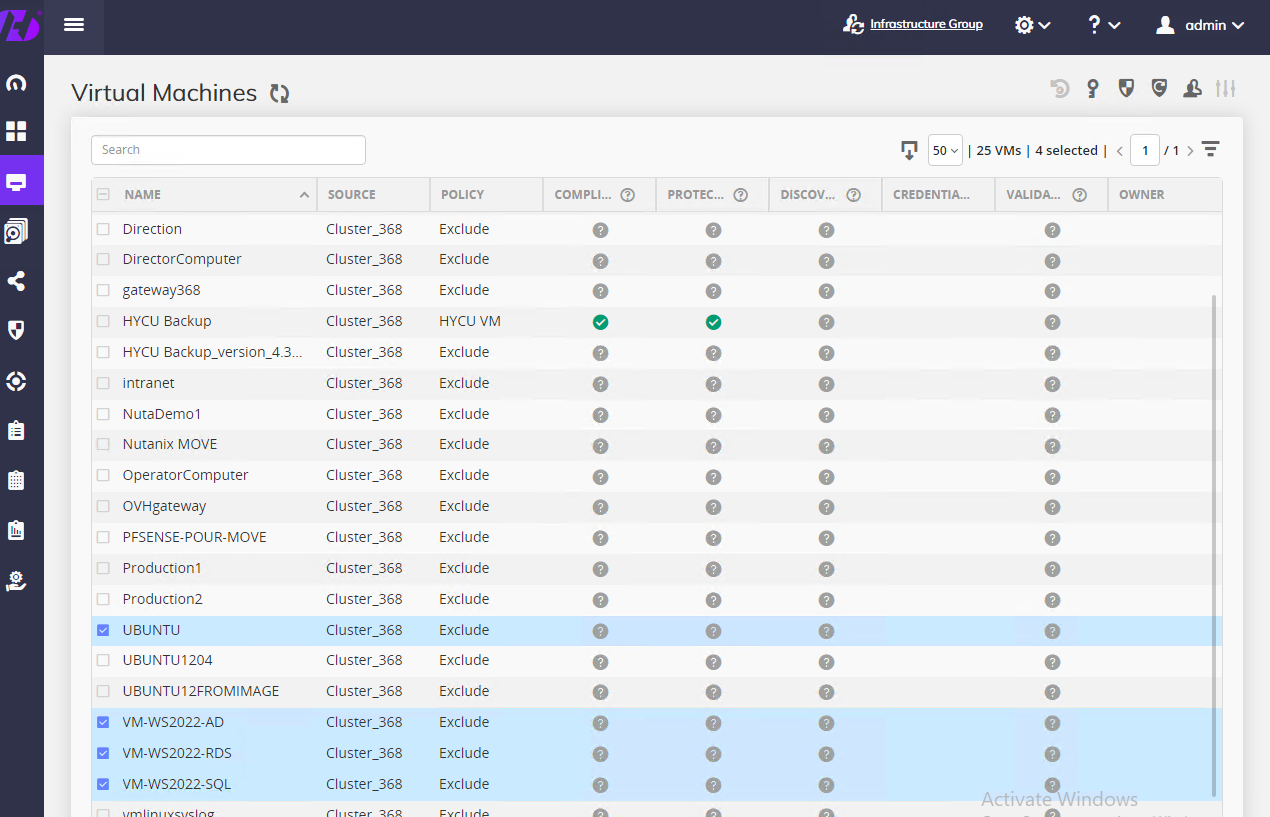 Infrastructure Group ? admin
Virtual Machines
Search 50 | 25 VMs | 4 selected | 1 / 1
NAME SOURCE POLICY COMPLI... ? PROTEC... ? DISCOV... ? CREDENTIA... VALIDA... ? OWNER
Direction Cluster_368 Exclude ? ? ? ?
DirectorComputer Cluster_368 Exclude ? ? ? ?
gateway368 Cluster_368 Exclude ? ? ? ?
HYCU Backup Cluster_368 HYCU VM ? ?
HYCU Backup_version_4.3... Cluster_368 Exclude ? ? ? ?
intranet Cluster_368 Exclude ? ? ? ?
NutaDemo1 Cluster_368 Exclude ? ? ? ?
Nutanix MOVE Cluster_368 Exclude ? ? ? ?
OperatorComputer Cluster_368 Exclude ? ? ? ?
OVHgateway Cluster_368 Exclude ? ? ? ?
PFSENSE-POUR-MOVE Cluster_368 Exclude ? ? ? ?
Production1 Cluster_368 Exclude ? ? ? ?
Production2 Cluster_368 Exclude ? ? ? ?
UBUNTU Cluster_368 Exclude ? ? ? ?
UBUNTU1204 Cluster_368 Exclude ? ? ? ?
UBUNTU12FROMIMAGE Cluster_368 Exclude ? ? ? ?
VM-WS2022-AD Cluster_368 Exclude ? ? ? ?
VM-WS2022-RDS Cluster_368 Exclude ? ? ? ?
VM-WS2022-SQL Cluster_368 Exclude ? ? ? ?
Activate Windows
vmlinuxsyslog Cluster_368 Exclude ? ? ? ?